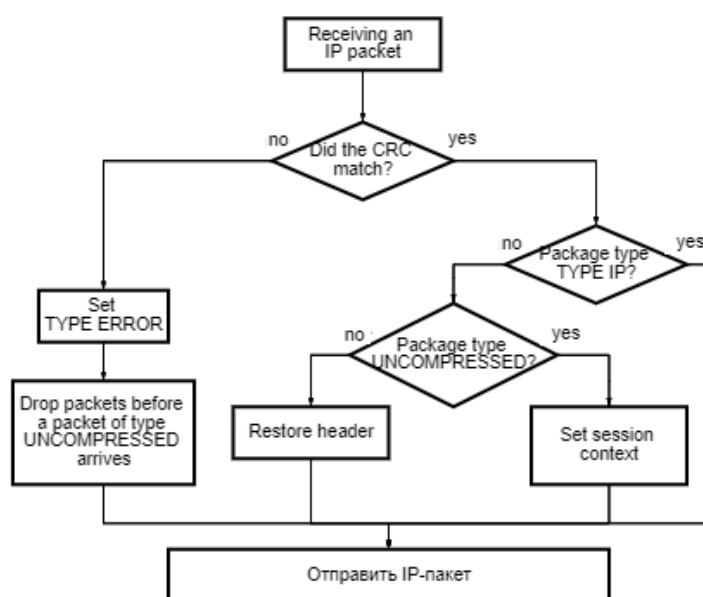 Receiving an
IP packet
no
Did the CRC
match?
yes
no
Package type
TYPE IP?
yes
Set
TYPE ERROR
no
Package type
UNCOMPRESSED?
yes
Drop packets before
a packet of type
UNCOMPRESSED
arrives
Restore header
Set session
context
Отправить IP-пакет